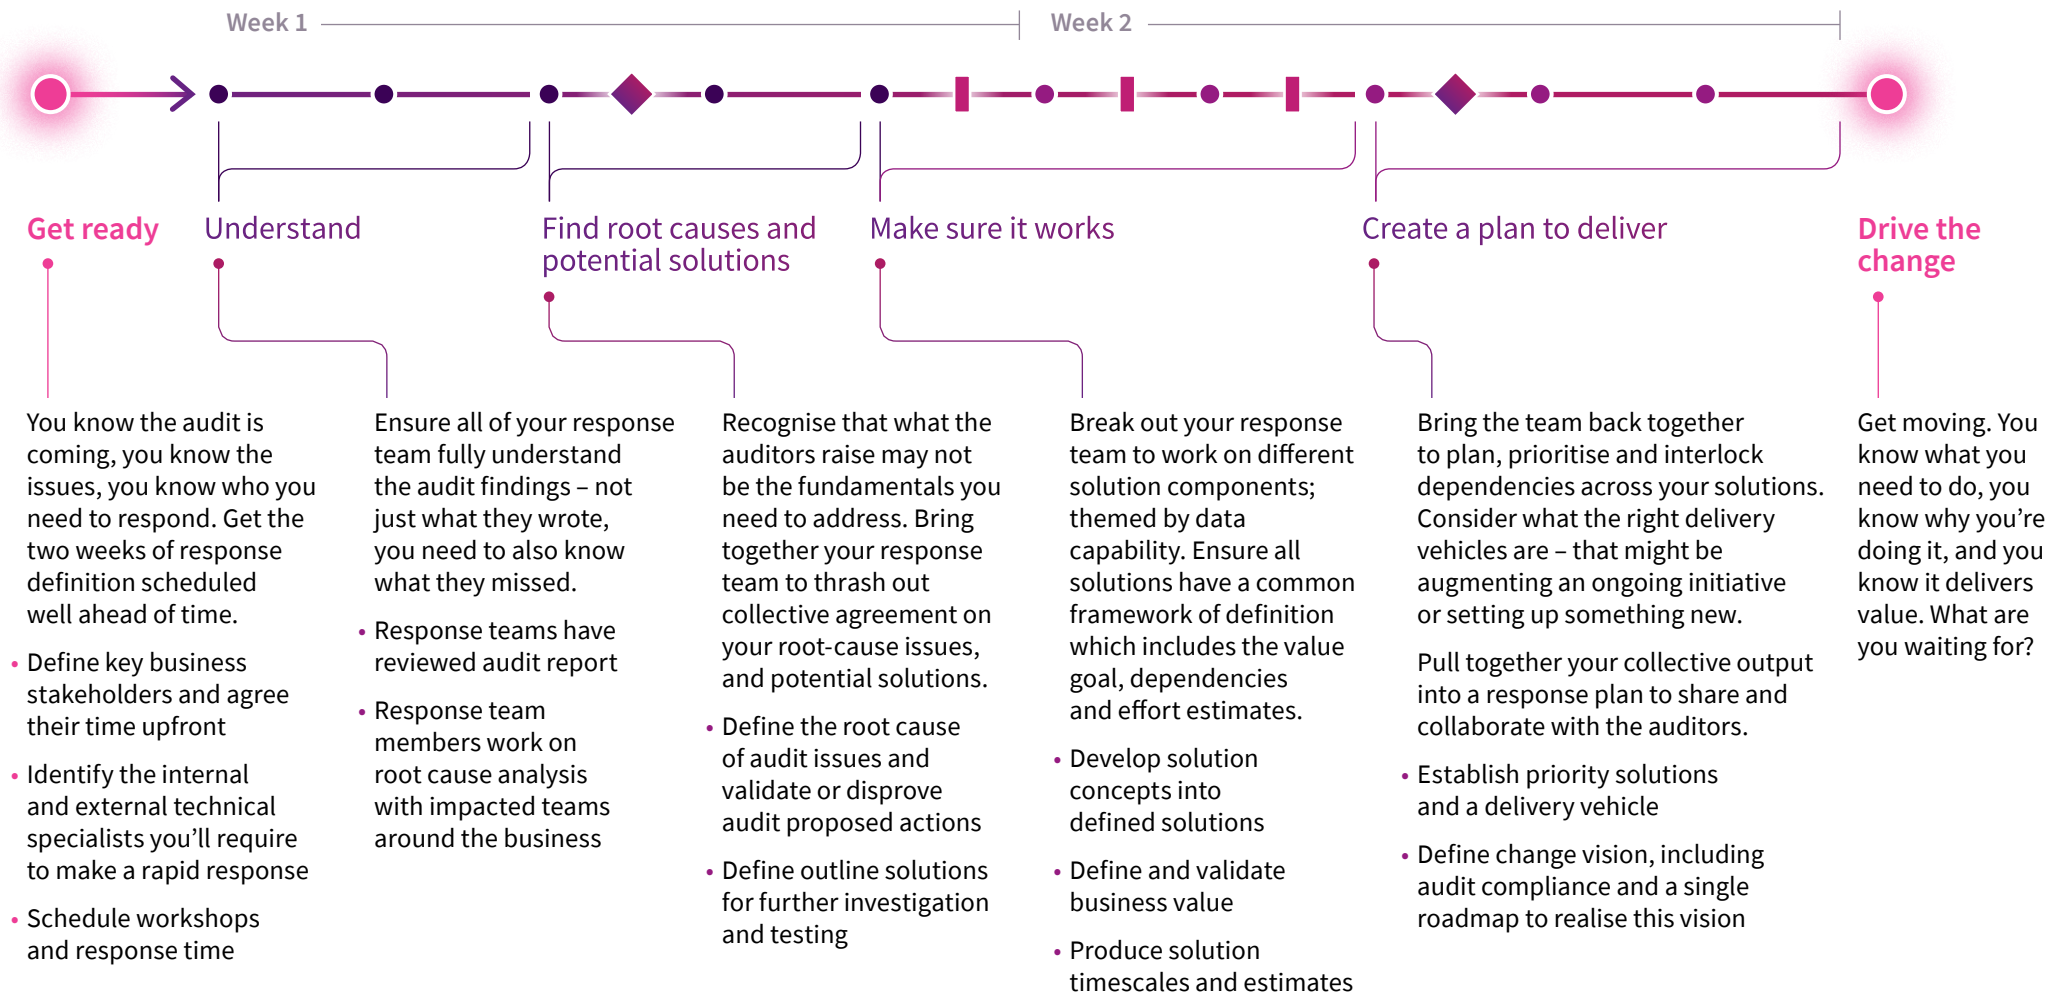 Week 1
Week 2
Get ready
Understand
Find root causes and
potential solutions
Make sure it works
Create a plan to deliver
Drive the
change
You know the audit is
coming, you know the
issues, you know who you
need to respond. Get the
two weeks of response
definition scheduled
well ahead of time.
• Define key business
stakeholders and agree
their time upfront
• Identify the internal
and external technical
specialists you’ll require
to make a rapid response
• Schedule workshops
and response time
Ensure all of your response
team fully understand
the audit findings – not
just what they wrote,
you need to also know
what they missed.
• Response teams have
reviewed audit report
• Response team
members work on
root cause analysis
with impacted teams
around the business
Recognise that what the
auditors raise may not
be the fundamentals you
need to address. Bring
together your response
team to thrash out
collective agreement on
your root-cause issues,
and potential solutions.
• Define the root cause
of audit issues and
validate or disprove
audit proposed actions
• Define outline solutions
for further investigation
and testing
Break out your response
team to work on different
solution components;
themed by data
capability. Ensure all
solutions have a common
framework of definition
which includes the value
goal, dependencies
and effort estimates.
• Develop solution
concepts into
defined solutions
• Define and validate
business value
• Produce solution
timescales and estimates
Bring the team back together
to plan, prioritise and interlock
dependencies across your solutions.
Consider what the right delivery
vehicles are – that might be
augmenting an ongoing initiative
or setting up something new.
Pull together your collective output
into a response plan to share and
collaborate with the auditors.
• Establish priority solutions
and a delivery vehicle
• Define change vision, including
audit compliance and a single
roadmap to realise this vision
Get moving. You
know what you
need to do, you
know why you’re
doing it, and you
know it delivers
value. What are
you waiting for?